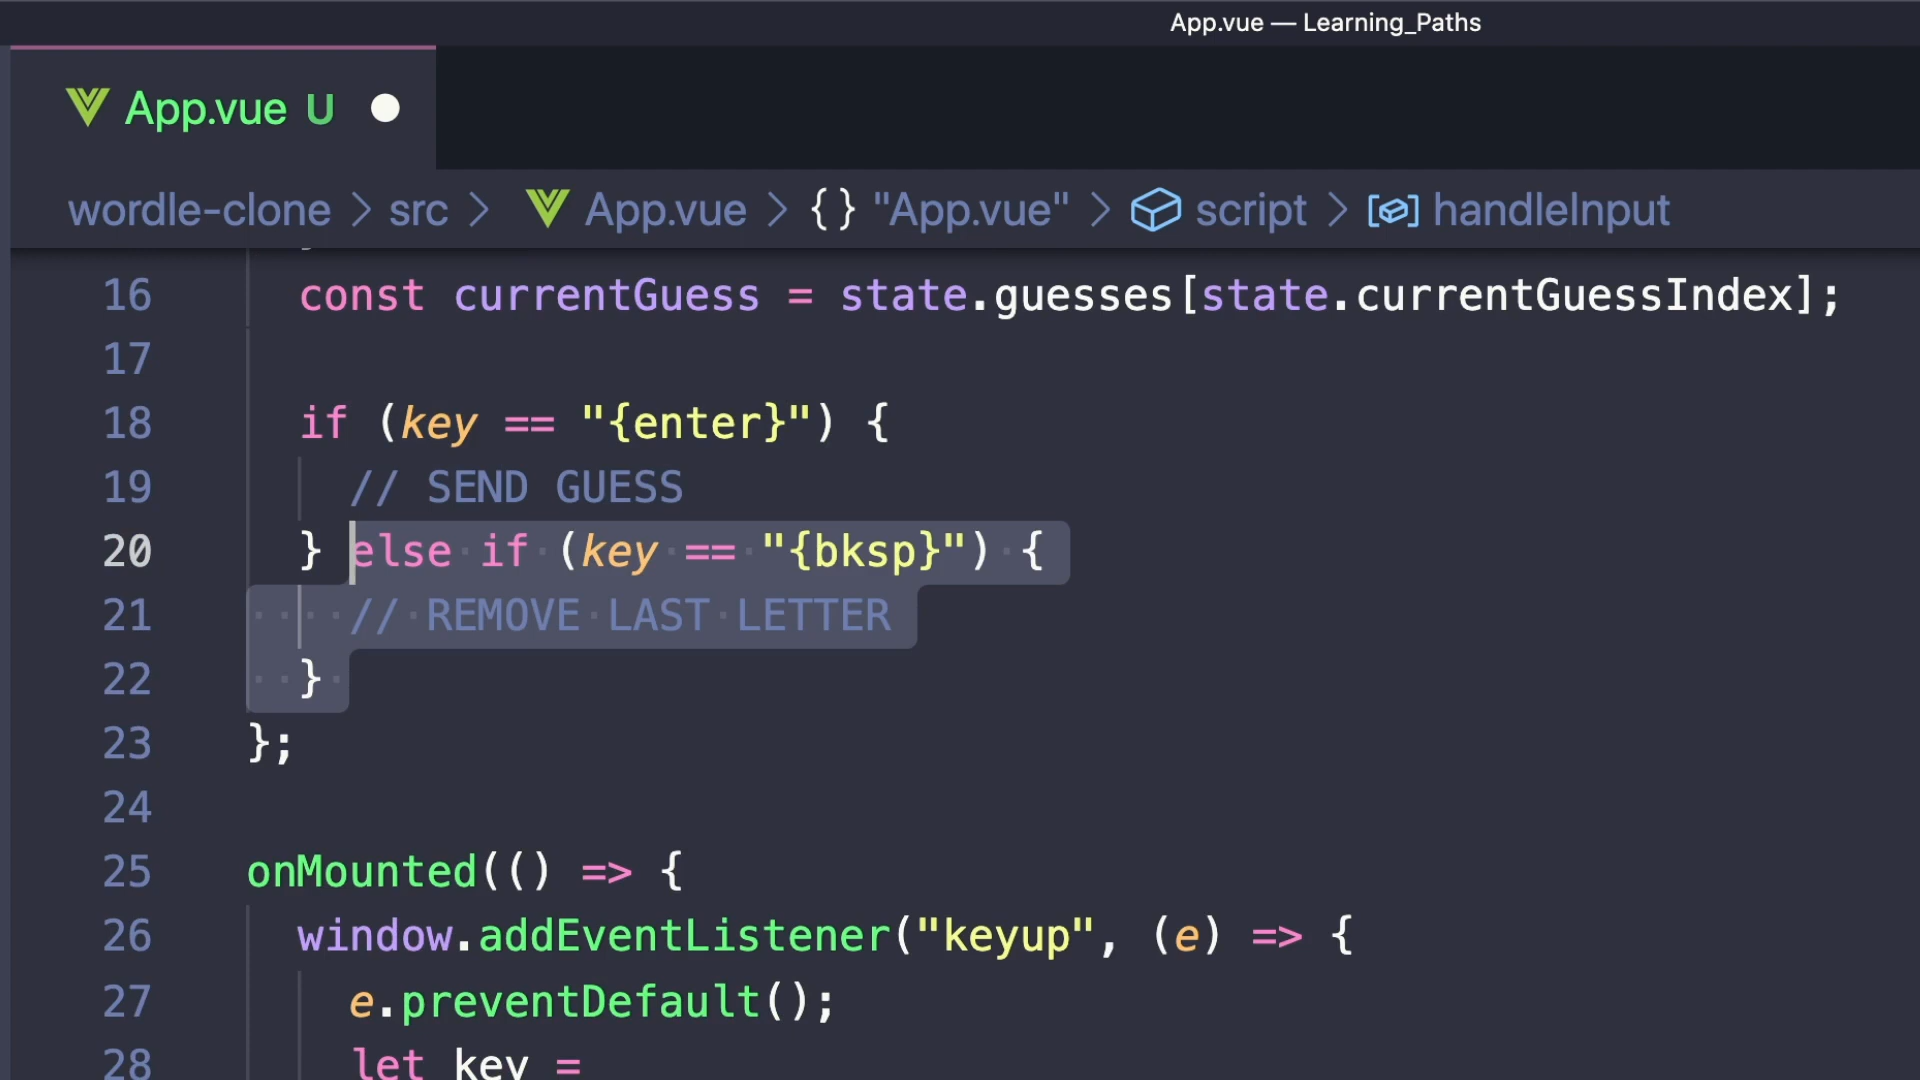 App.vue — Learning_Paths
App.vue U
wordle-clone > src > App.vue > {} "App.vue" > script > handleInput
16 const currentGuess = state.guesses[state.currentGuessIndex];
17
18 if (key == "{enter}") {
19 // SEND GUESS
20 } else if (key == "{bksp}") {
21 // REMOVE LAST LETTER
22 }
23 };
24
25 onMounted(() => {
26 window.addEventListener("keyup", (e) => {
27 e.preventDefault();
28 let key =